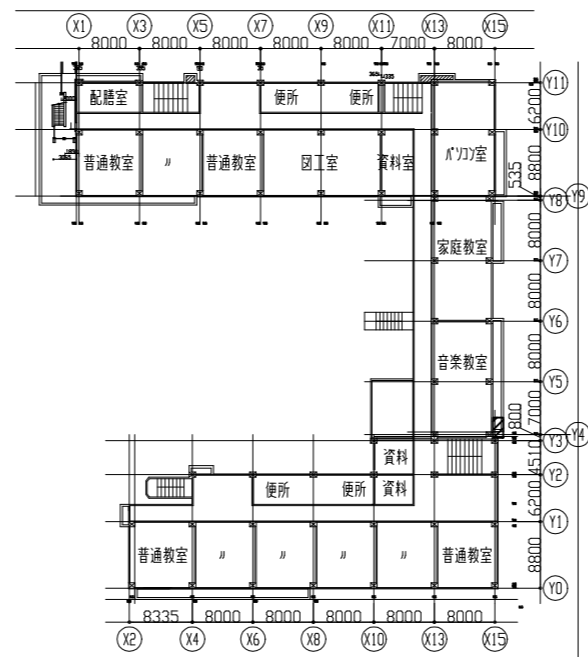 X1 X3 X5 X7 X9 X11 X13 X15
8000 8000 8000 8000 8000 7000 8000
Y11
配膳室 便所 便所
6200
Y10
普通教室 〃 普通教室 図工室 資料室 パソコン室
8800
535
Y9
Y8
家庭教室
8000
Y7
8000
Y6
音楽教室
8000
Y5
7000
800
Y4
Y3
資料
4510
Y2
便所 便所 資料
6200
Y1
普通教室 〃 〃 〃 〃 普通教室
8800
Y0
8335 8000 8000 8000 8000 8000
X2 X4 X6 X8 X10 X13 X15